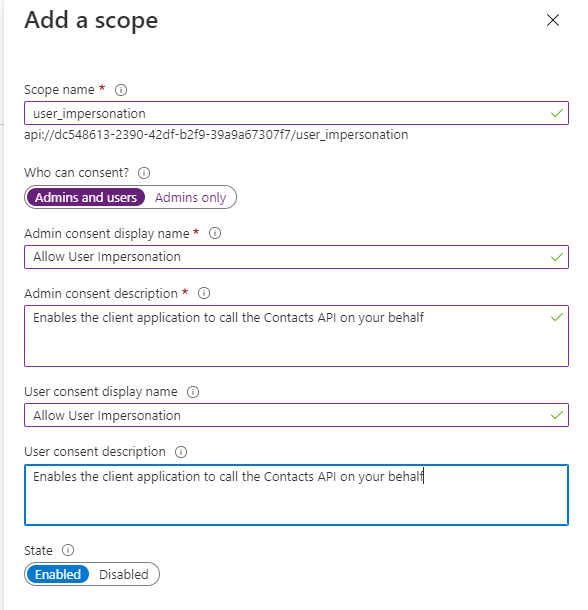 Add a scope
Scope name *
user_impersonation
api://dc548613-2390-42df-b2f9-39a9a67307f7/user_impersonation
Who can consent?
Admins and users Admins only
Admin consent display name *
Allow User Impersonation
Admin consent description *
Enables the client application to call the Contacts API on your behalf
User consent display name
Allow User Impersonation
User consent description
Enables the client application to call the Contacts API on your behalf
State
Enabled Disabled